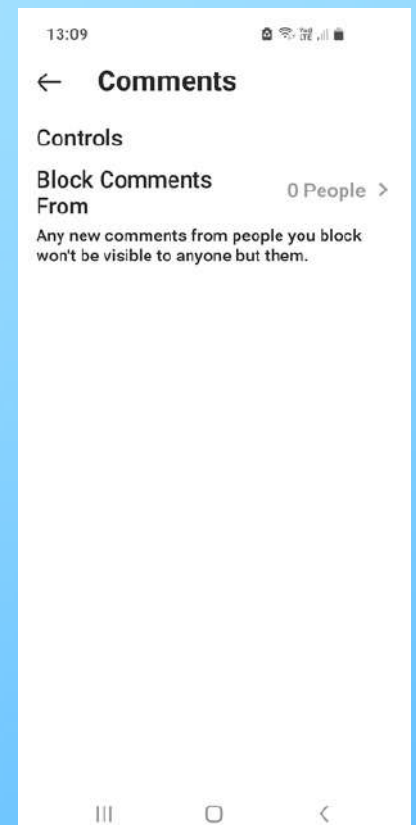 13:09
Comments
Controls
Block Comments
From
0 People >
Any new comments from people you block
won't be visible to anyone but them.